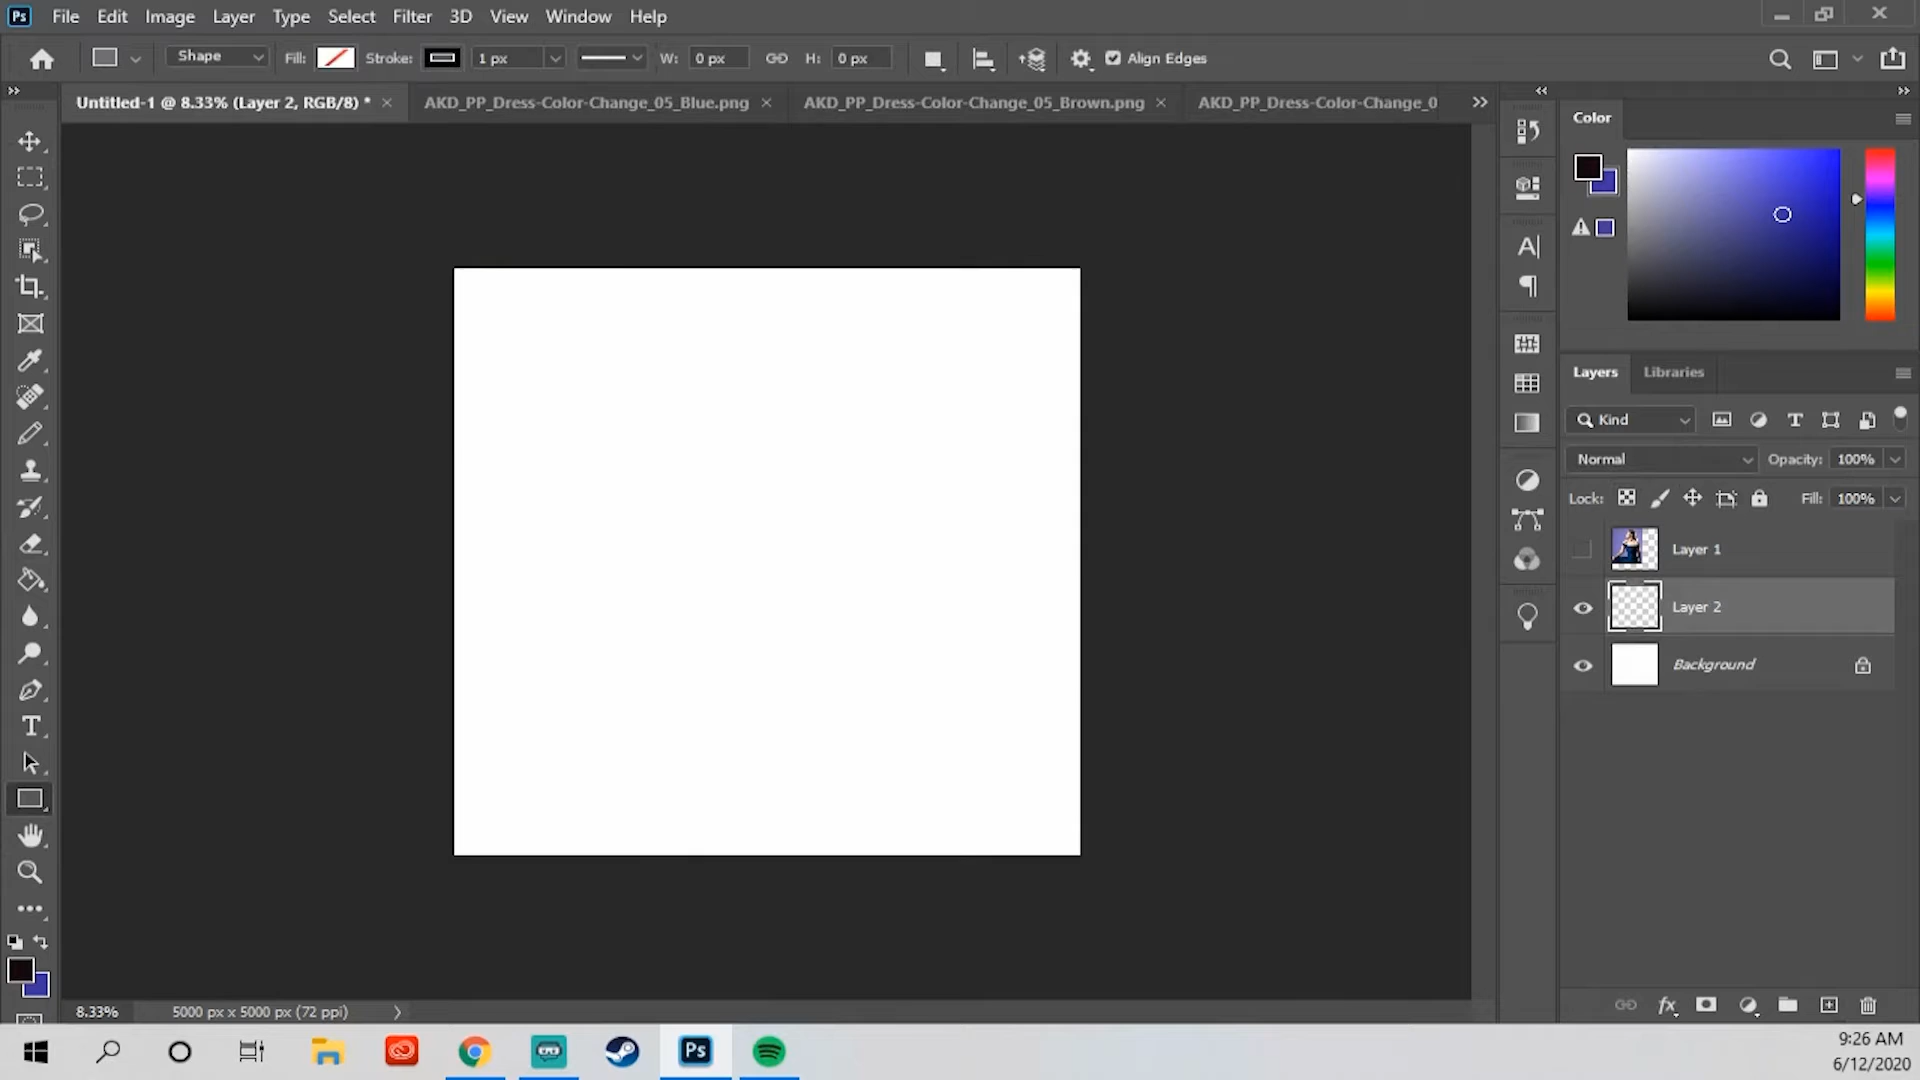 Ps File Edit Image Layer Type Select Filter 3D View Window Help
Shape Fill: Stroke: 1 px W: 0 px H: 0 px Align Edges
Untitled-1 @ 8.33% (Layer 2, RGB/8) * AKD_PP_Dress-Color-Change_05_Blue.png AKD_PP_Dress-Color-Change_05_Brown.png AKD_PP_Dress-Color-Change_0
Color
Layers Libraries
Kind
Normal Opacity: 100%
Lock: Fill: 100%
Layer 1
Layer 2
Background
8.33% 5000 px x 5000 px (72 ppi)
Ps
9:26 AM
6/12/2020